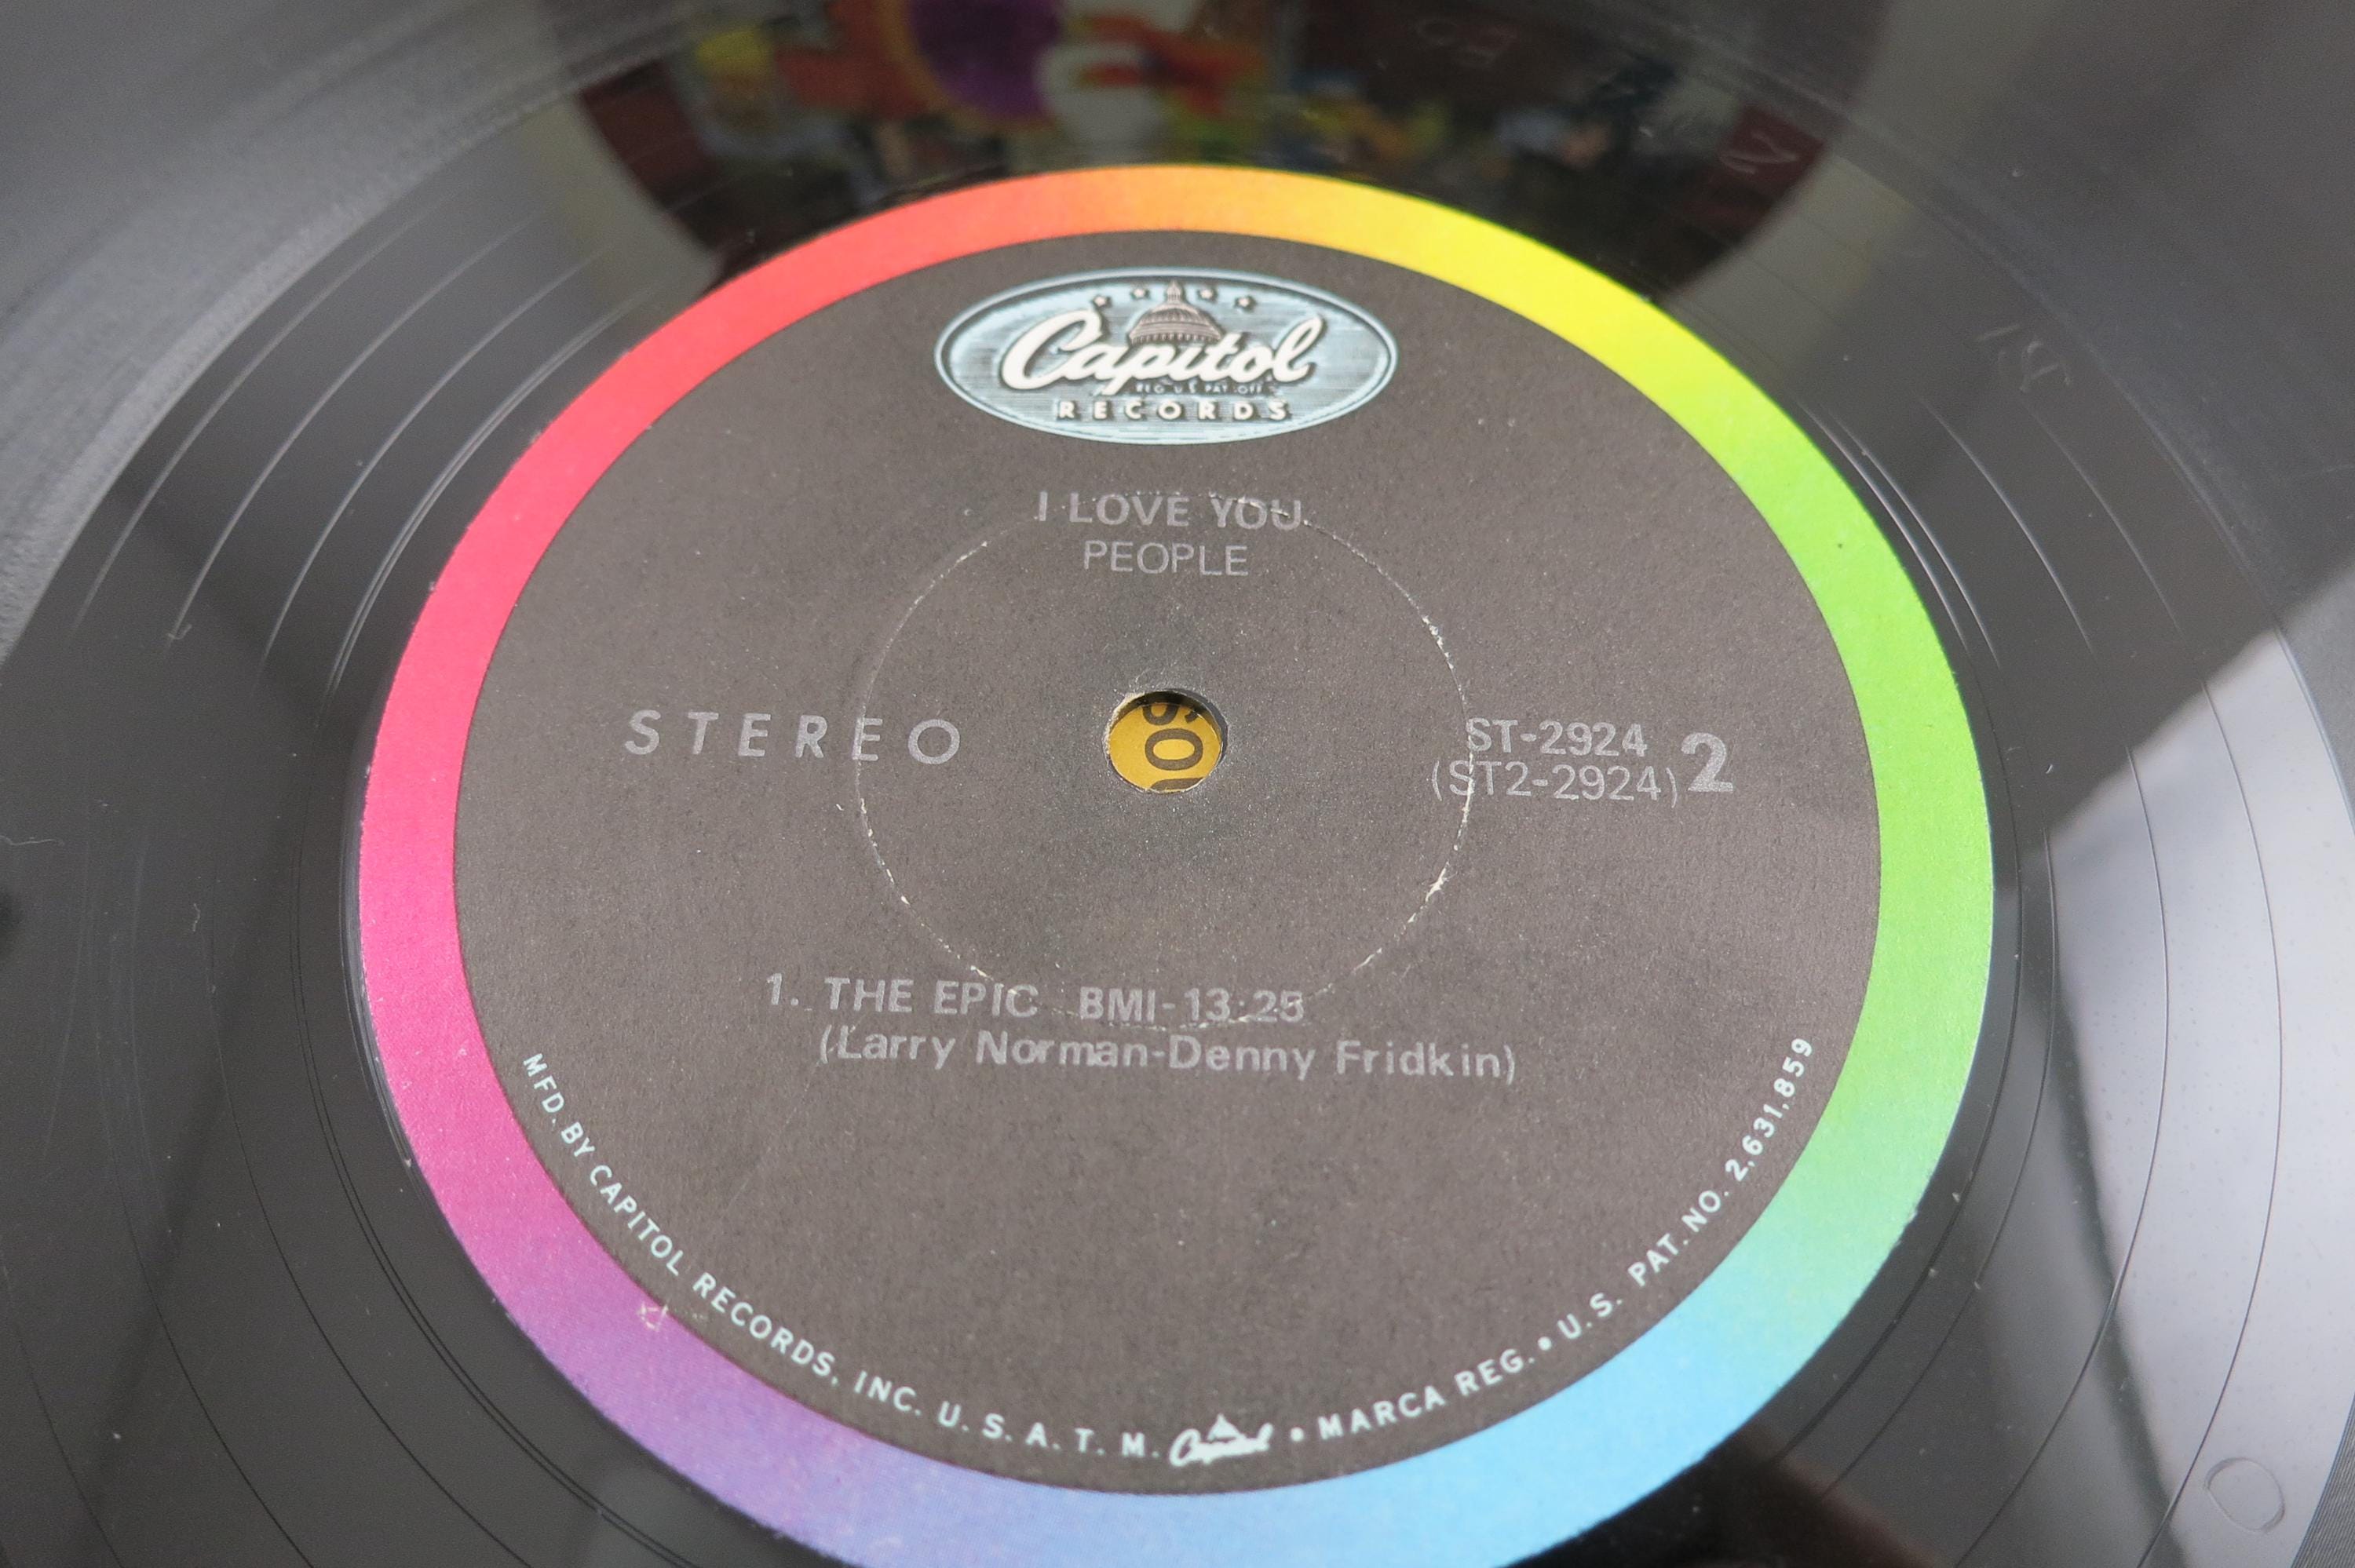 Capitol
REG. U.S. PAT. OFF.
RECORDS
I LOVE YOU
PEOPLE
STEREO
ST-2924
(ST2-2924)
2
1. THE EPIC BMI-13:25
(Larry Norman-Denny Fridkin)
MFD. BY CAPITOL RECORDS, INC. U. S. A. T. M. Capitol • MARCA REG. • U.S. PAT. NO. 2,631,859